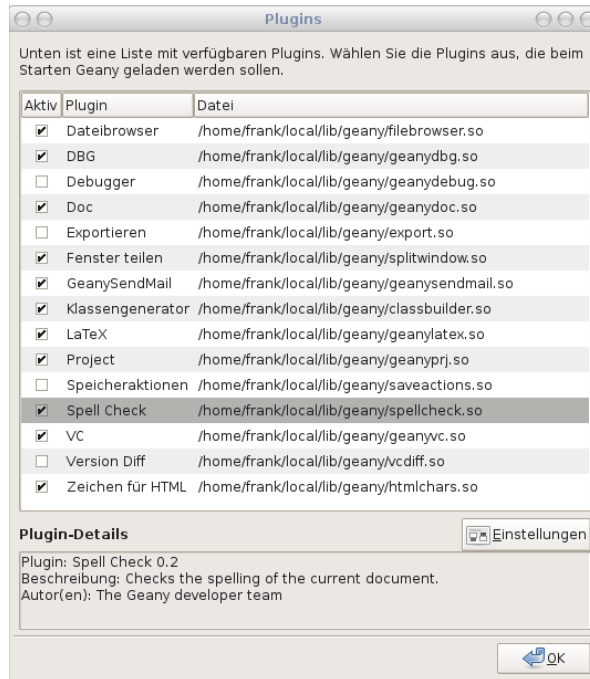 Plugins
Unten ist eine Liste mit verfügbaren Plugins. Wählen Sie die Plugins aus, die beim
Starten Geany geladen werden sollen.
Aktiv Plugin Datei
Dateibrowser /home/frank/local/lib/geany/filebrowser.so
DBG /home/frank/local/lib/geany/geanydbg.so
Debugger /home/frank/local/lib/geany/geanydebug.so
Doc /home/frank/local/lib/geany/geanydoc.so
Exportieren /home/frank/local/lib/geany/export.so
Fenster teilen /home/frank/local/lib/geany/splitwindow.so
GeanySendMail /home/frank/local/lib/geany/geanysendmail.so
Klassengenerator /home/frank/local/lib/geany/classbuilder.so
LaTeX /home/frank/local/lib/geany/geanylatex.so
Project /home/frank/local/lib/geany/geanyprj.so
Speicheraktionen /home/frank/local/lib/geany/saveactions.so
Spell Check /home/frank/local/lib/geany/spellcheck.so
VC /home/frank/local/lib/geany/geanyvc.so
Version Diff /home/frank/local/lib/geany/vcdiff.so
Zeichen für HTML /home/frank/local/lib/geany/htmlchars.so
Plugin-Details Einstellungen
Plugin: Spell Check 0.2
Beschreibung: Checks the spelling of the current document.
Autor(en): The Geany developer team
OK